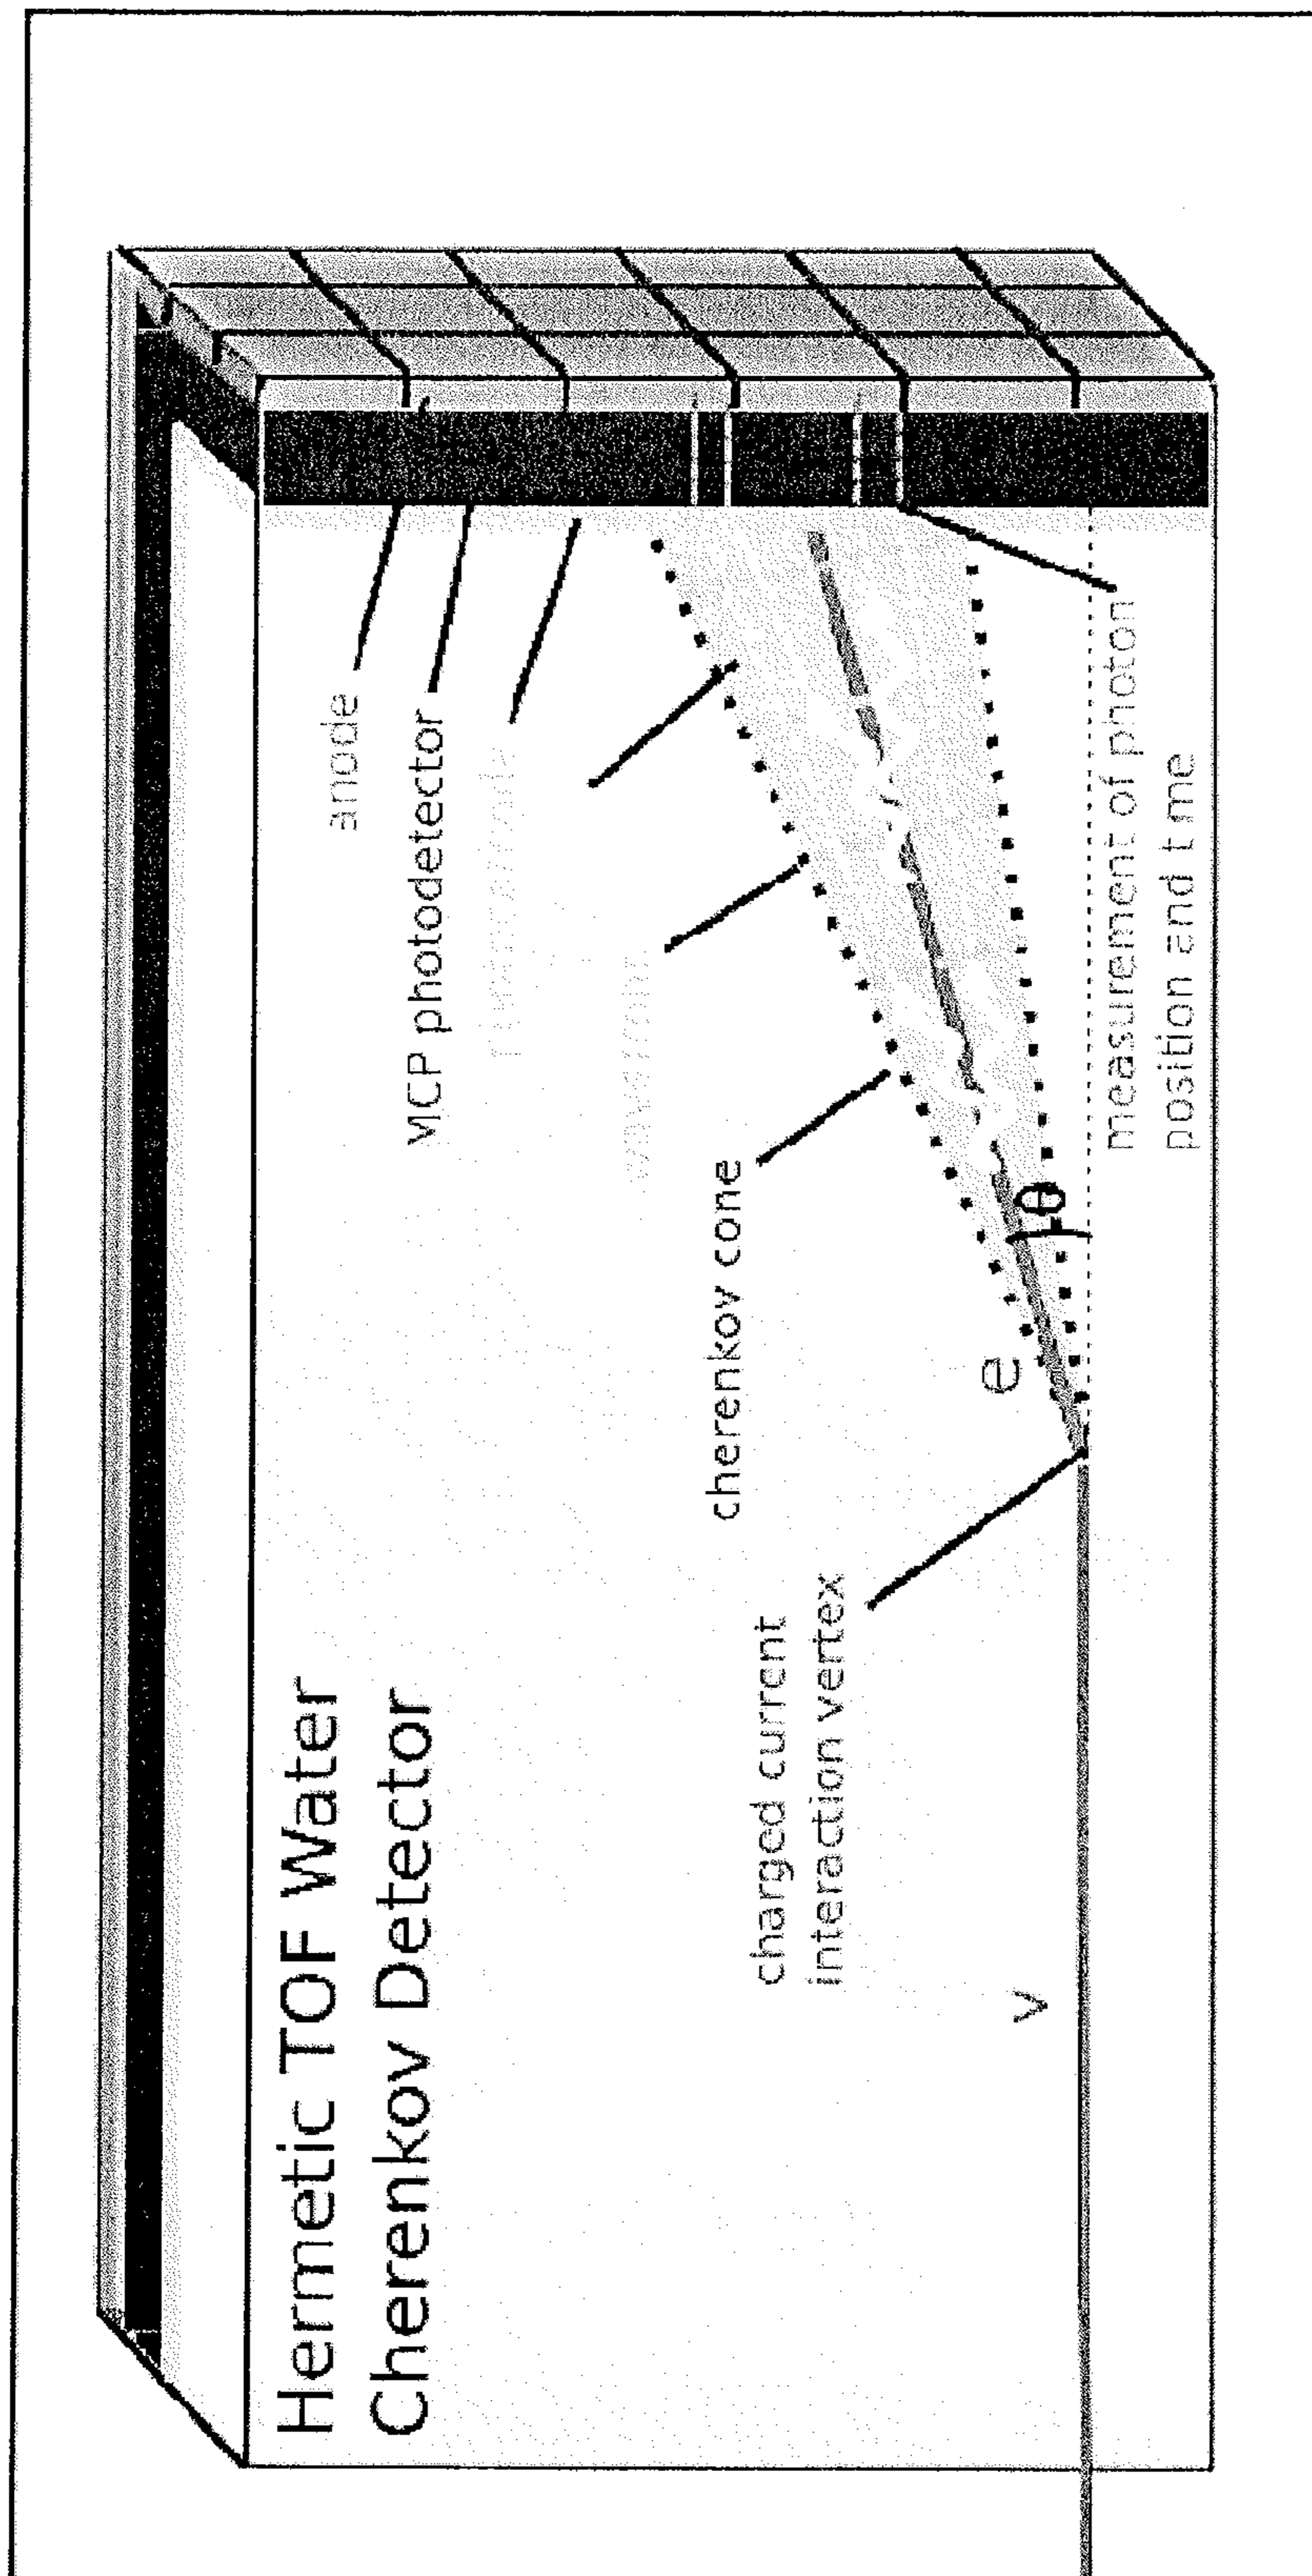 Hermetic TOF Water
Cherenkov Detector
anode
MCP photodetector
wavefront
cherenkov cone
charged current
interaction vertex
ν
e
θ
measurement of photon
position and t me